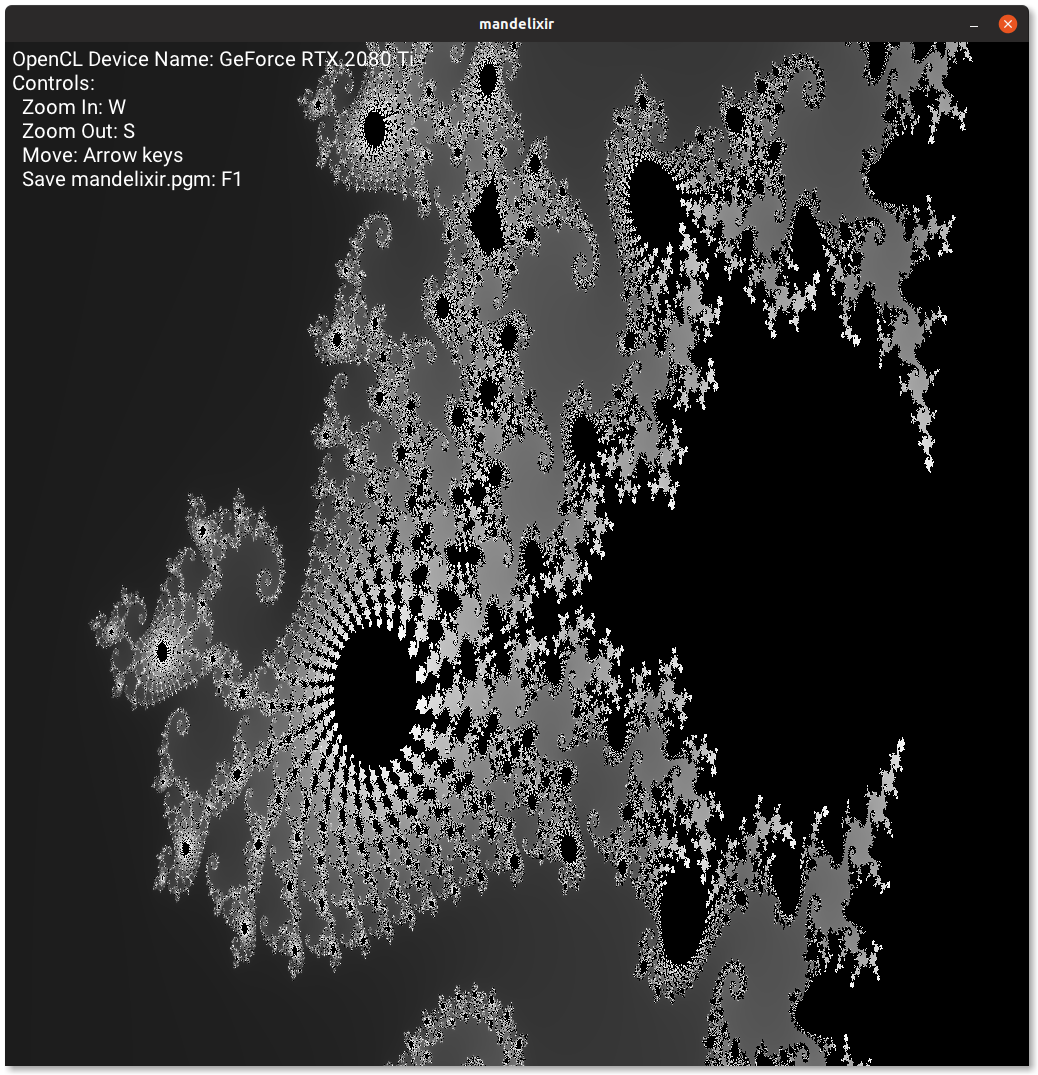 mandelixir
OpenCL Device Name: GeForce RTX 2080 Ti
Controls:
Zoom In: W
Zoom Out: S
Move: Arrow keys
Save mandelixir.pgm: F1